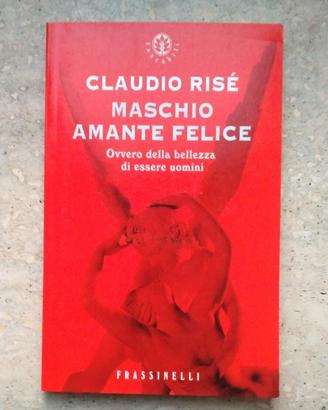 CLAUDIO RISÉ
MASCHIO
AMANTE FELICE
Ovvero della bellezza
di essere uomini
FRASSINELLI